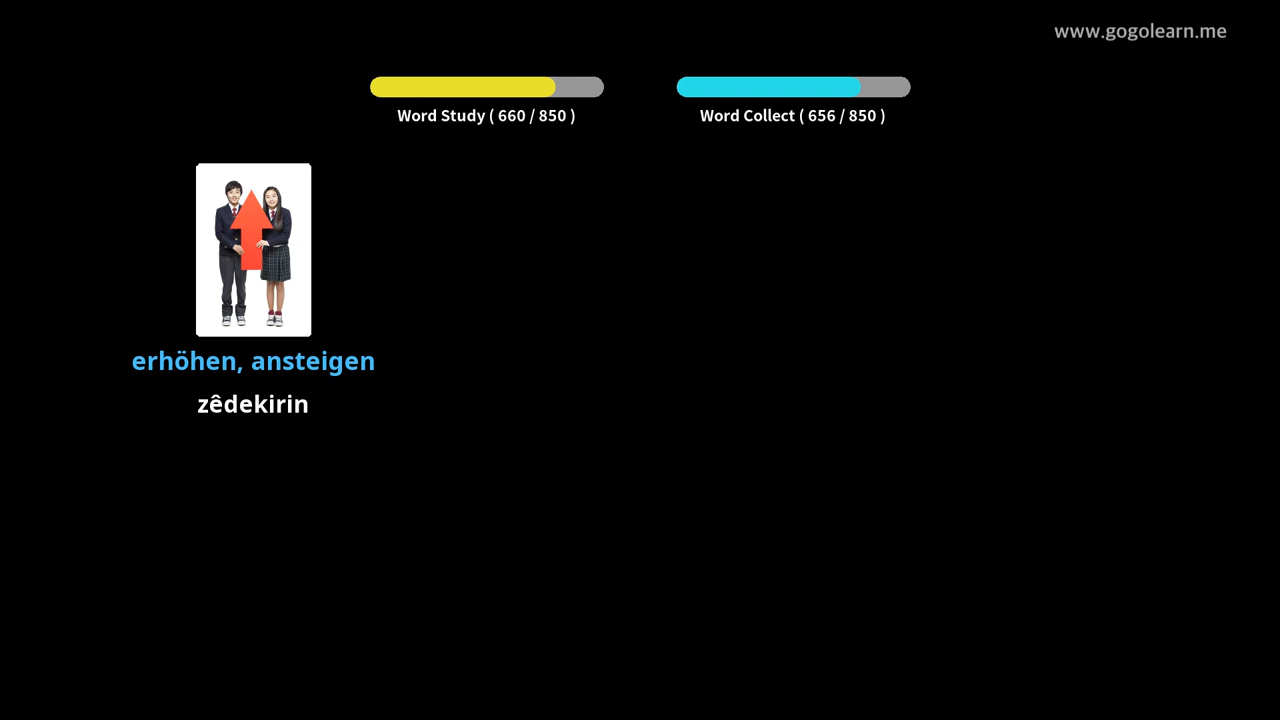 www.gogolearn.me
Word Study ( 660 / 850 )
Word Collect ( 656 / 850 )
erhöhen, ansteigen
zêdekirin